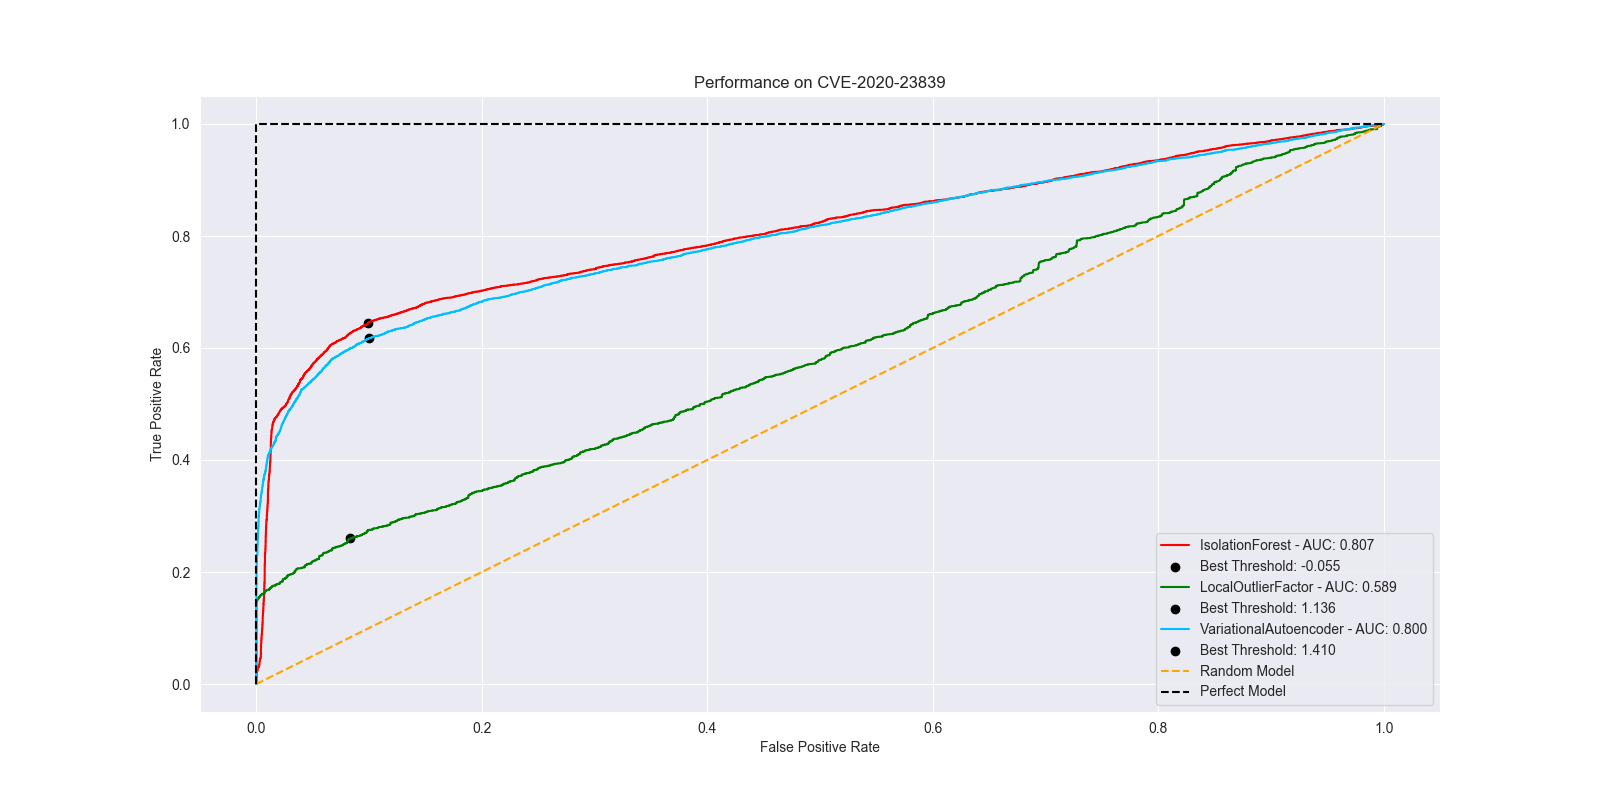 Performance on CVE-2020-23839
True Positive Rate
1.0
0.8
0.6
0.4
0.2
0.0
0.0 0.2 0.4 0.6 0.8 1.0
False Positive Rate
IsolationForest - AUC: 0.807
Best Threshold: -0.055
LocalOutlierFactor - AUC: 0.589
Best Threshold: 1.136
VariationalAutoencoder - AUC: 0.800
Best Threshold: 1.410
Random Model
Perfect Model